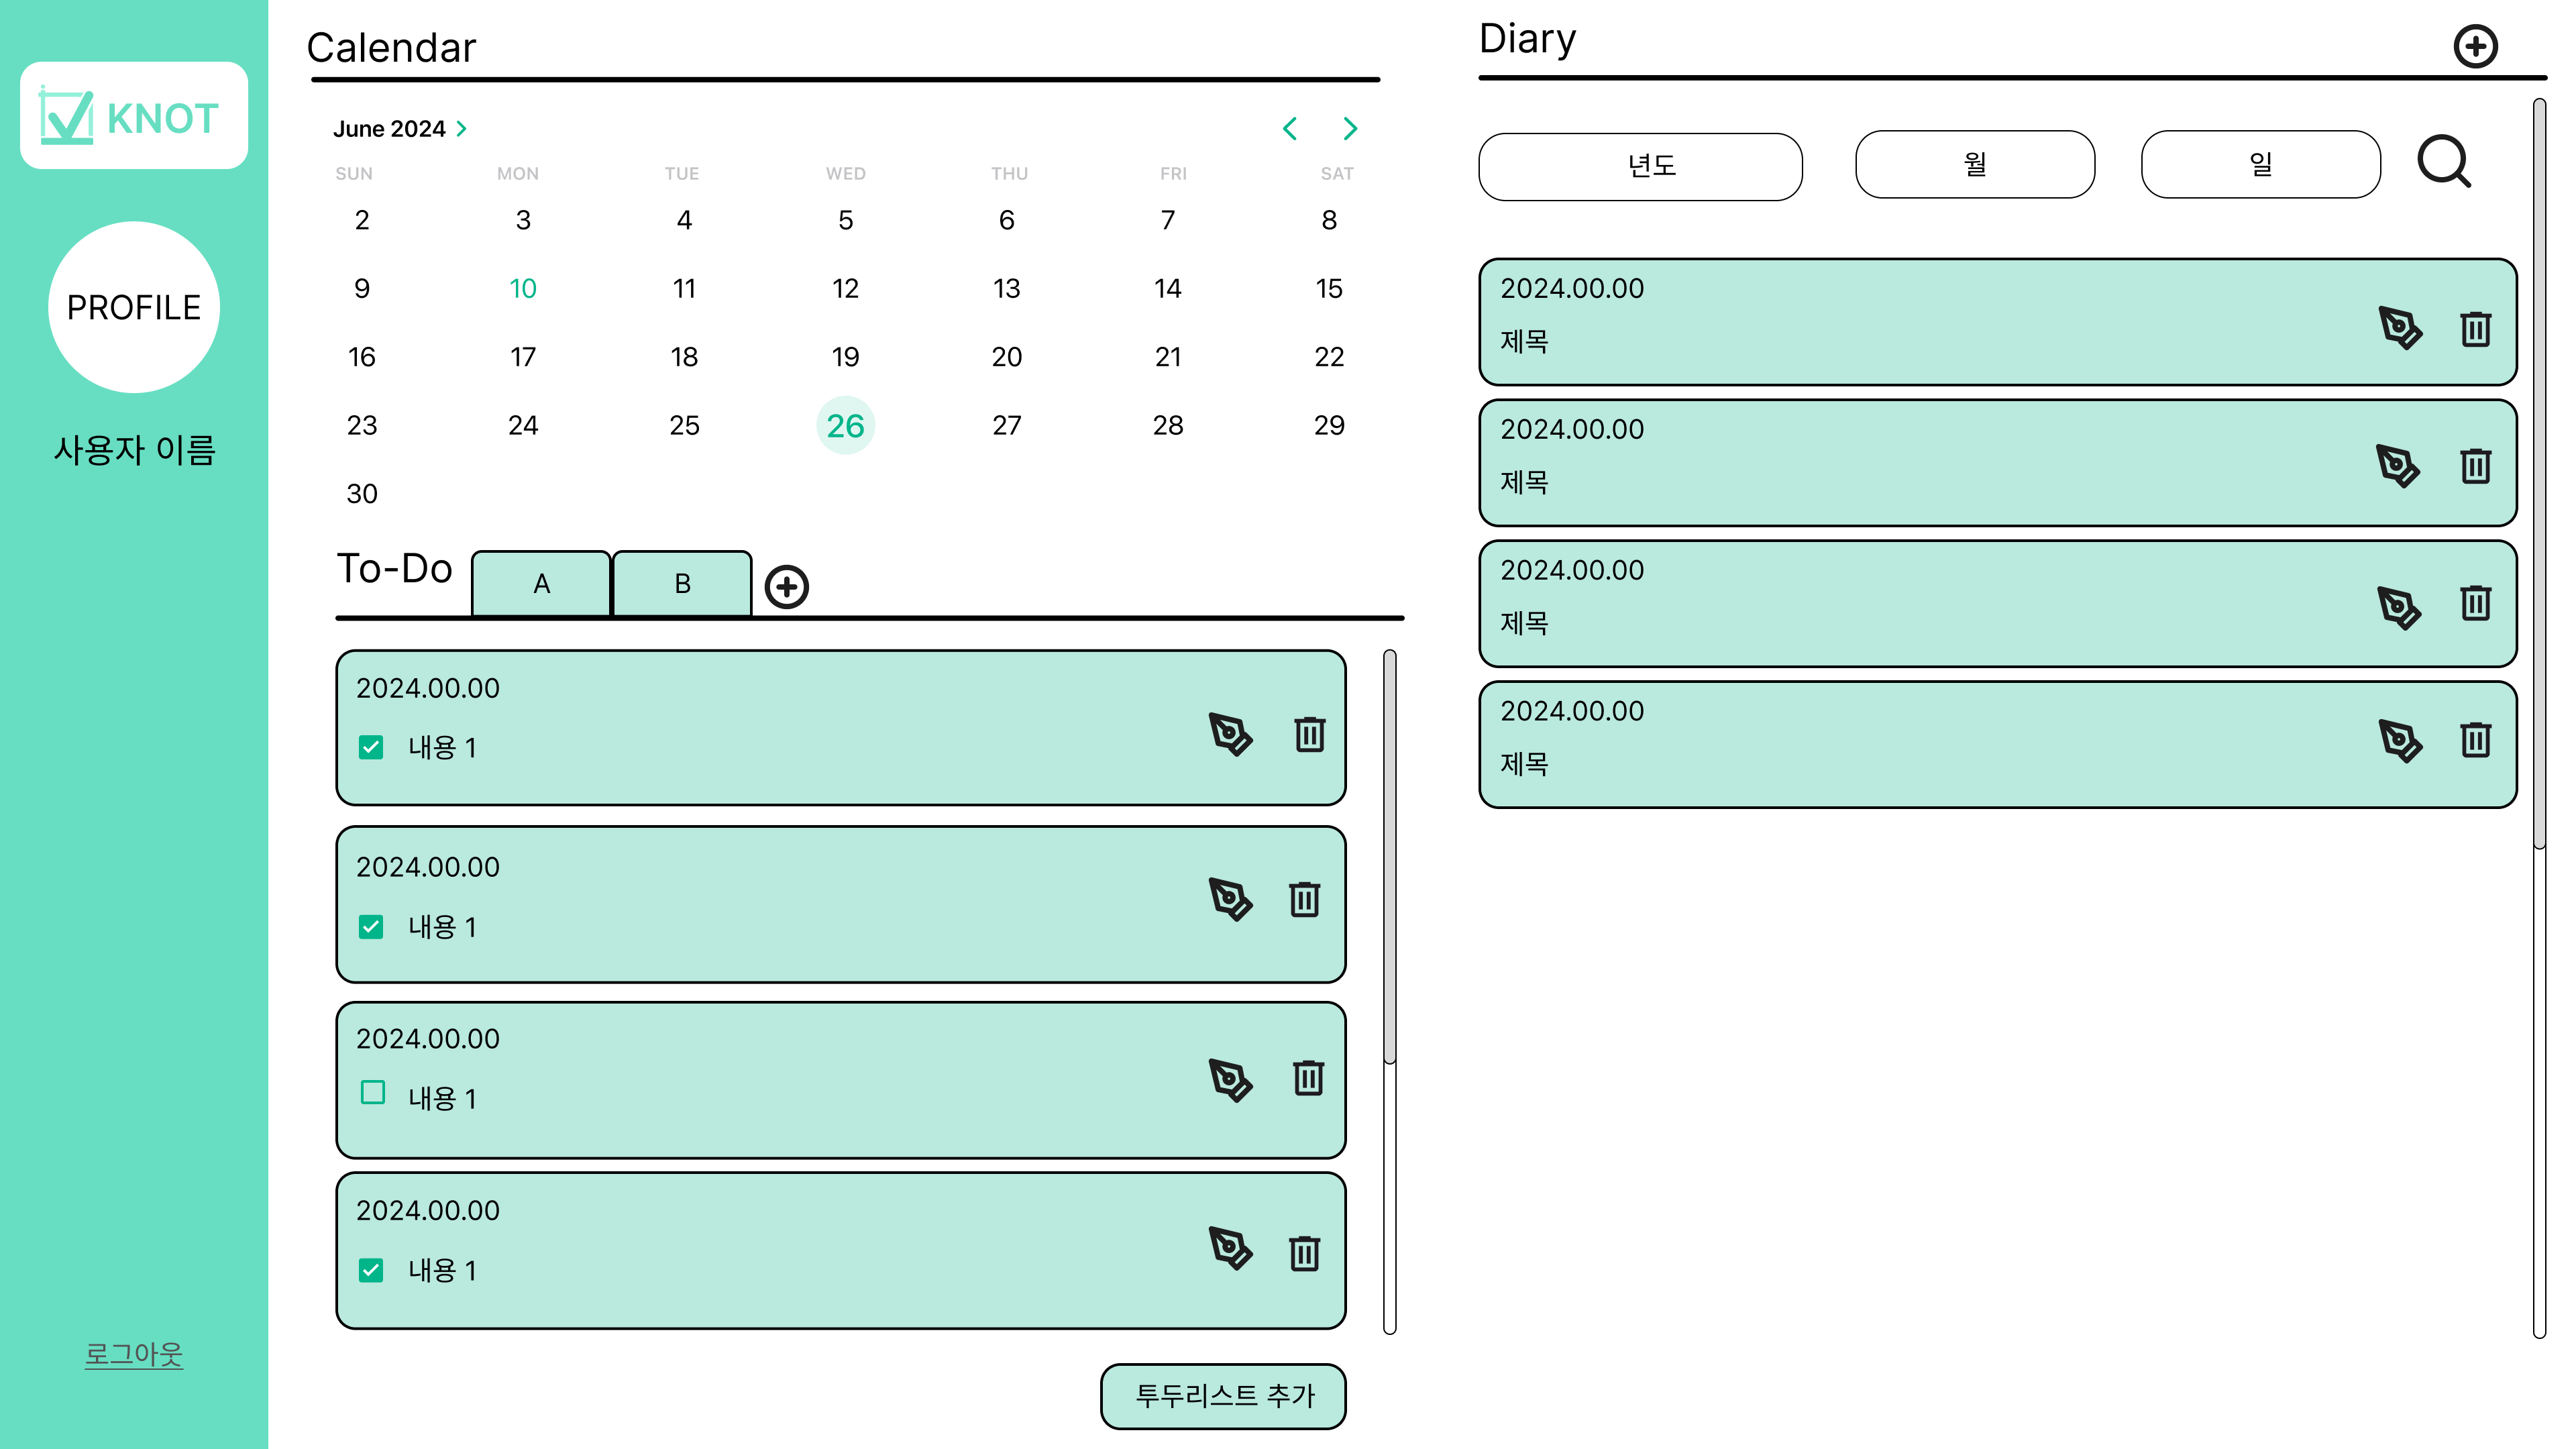 KNOT
PROFILE
사용자 이름
로그아웃
Calendar
June 2024
SUN MON TUE WED THU FRI SAT
2 3 4 5 6 7 8
9 10 11 12 13 14 15
16 17 18 19 20 21 22
23 24 25 26 27 28 29
30
To-Do A B
2024.00.00
내용 1
2024.00.00
내용 1
2024.00.00
내용 1
2024.00.00
내용 1
투두리스트 추가
Diary
년도 월 일
2024.00.00
제목
2024.00.00
제목
2024.00.00
제목
2024.00.00
제목